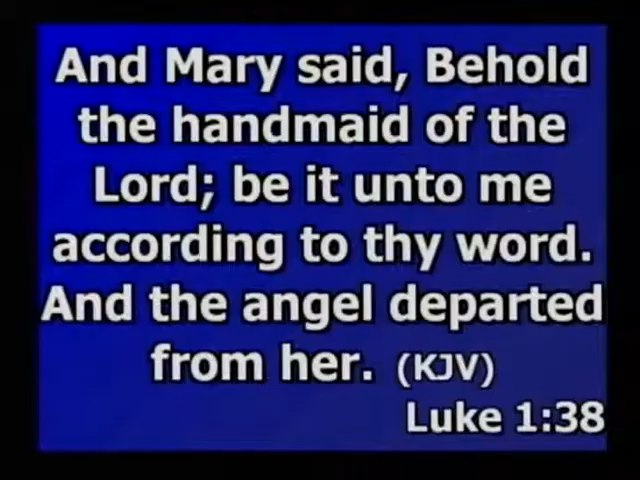 And Mary said, Behold
the handmaid of the
Lord; be it unto me
according to thy word.
And the angel departed
from her. (KJV)
Luke 1:38